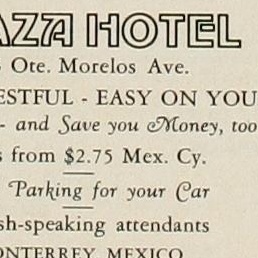 AZA HOTEL
Ote. Morelos Ave.
ESTFUL - EASY ON YOU
- and Save you Money, too
s from $2.75 Mex. Cy.
Parking for your Car
sh-speaking attendants
ONTERREY, MEXICO